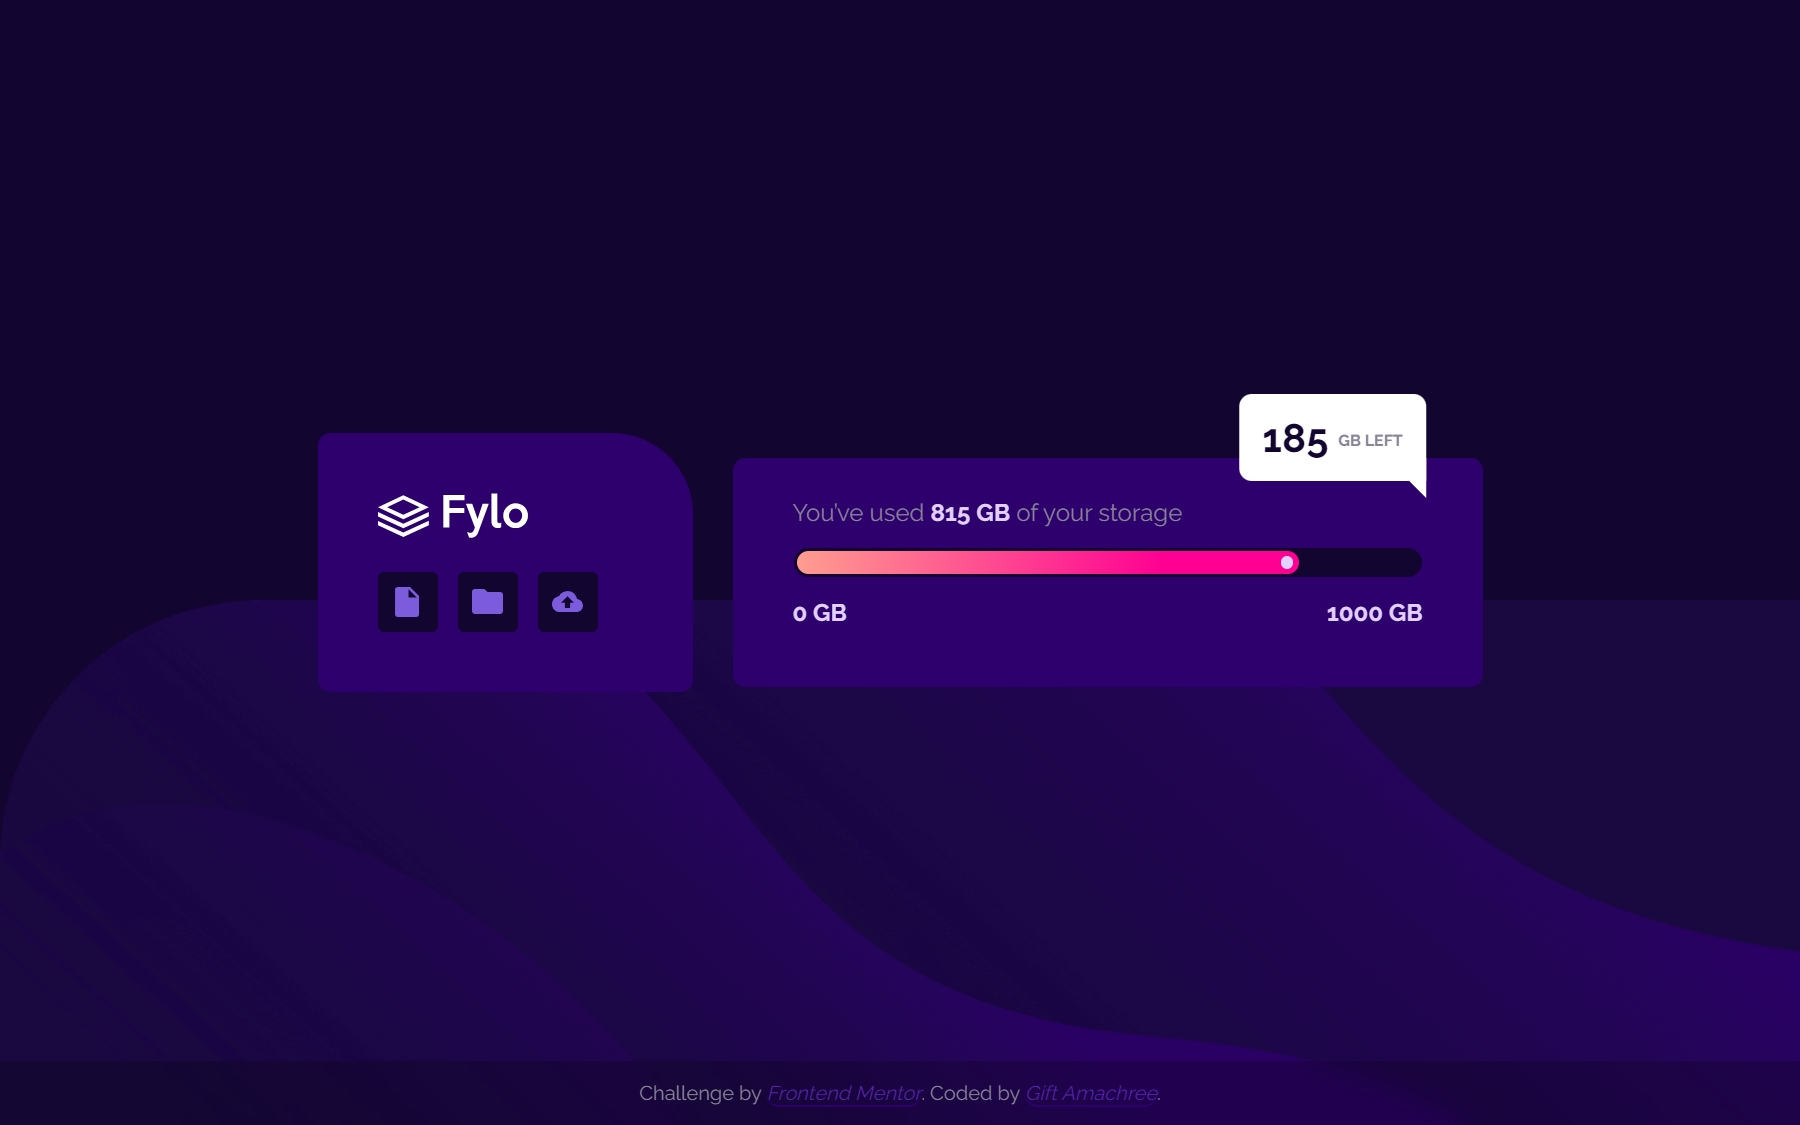 Fylo
185 GB LEFT
You've used 815 GB of your storage
0 GB
1000 GB
Challenge by Frontend Mentor. Coded by Gift Amachree.